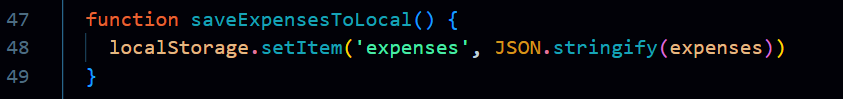 47 function saveExpensesToLocal() {
48 localStorage.setItem('expenses', JSON.stringify(expenses))
49 }